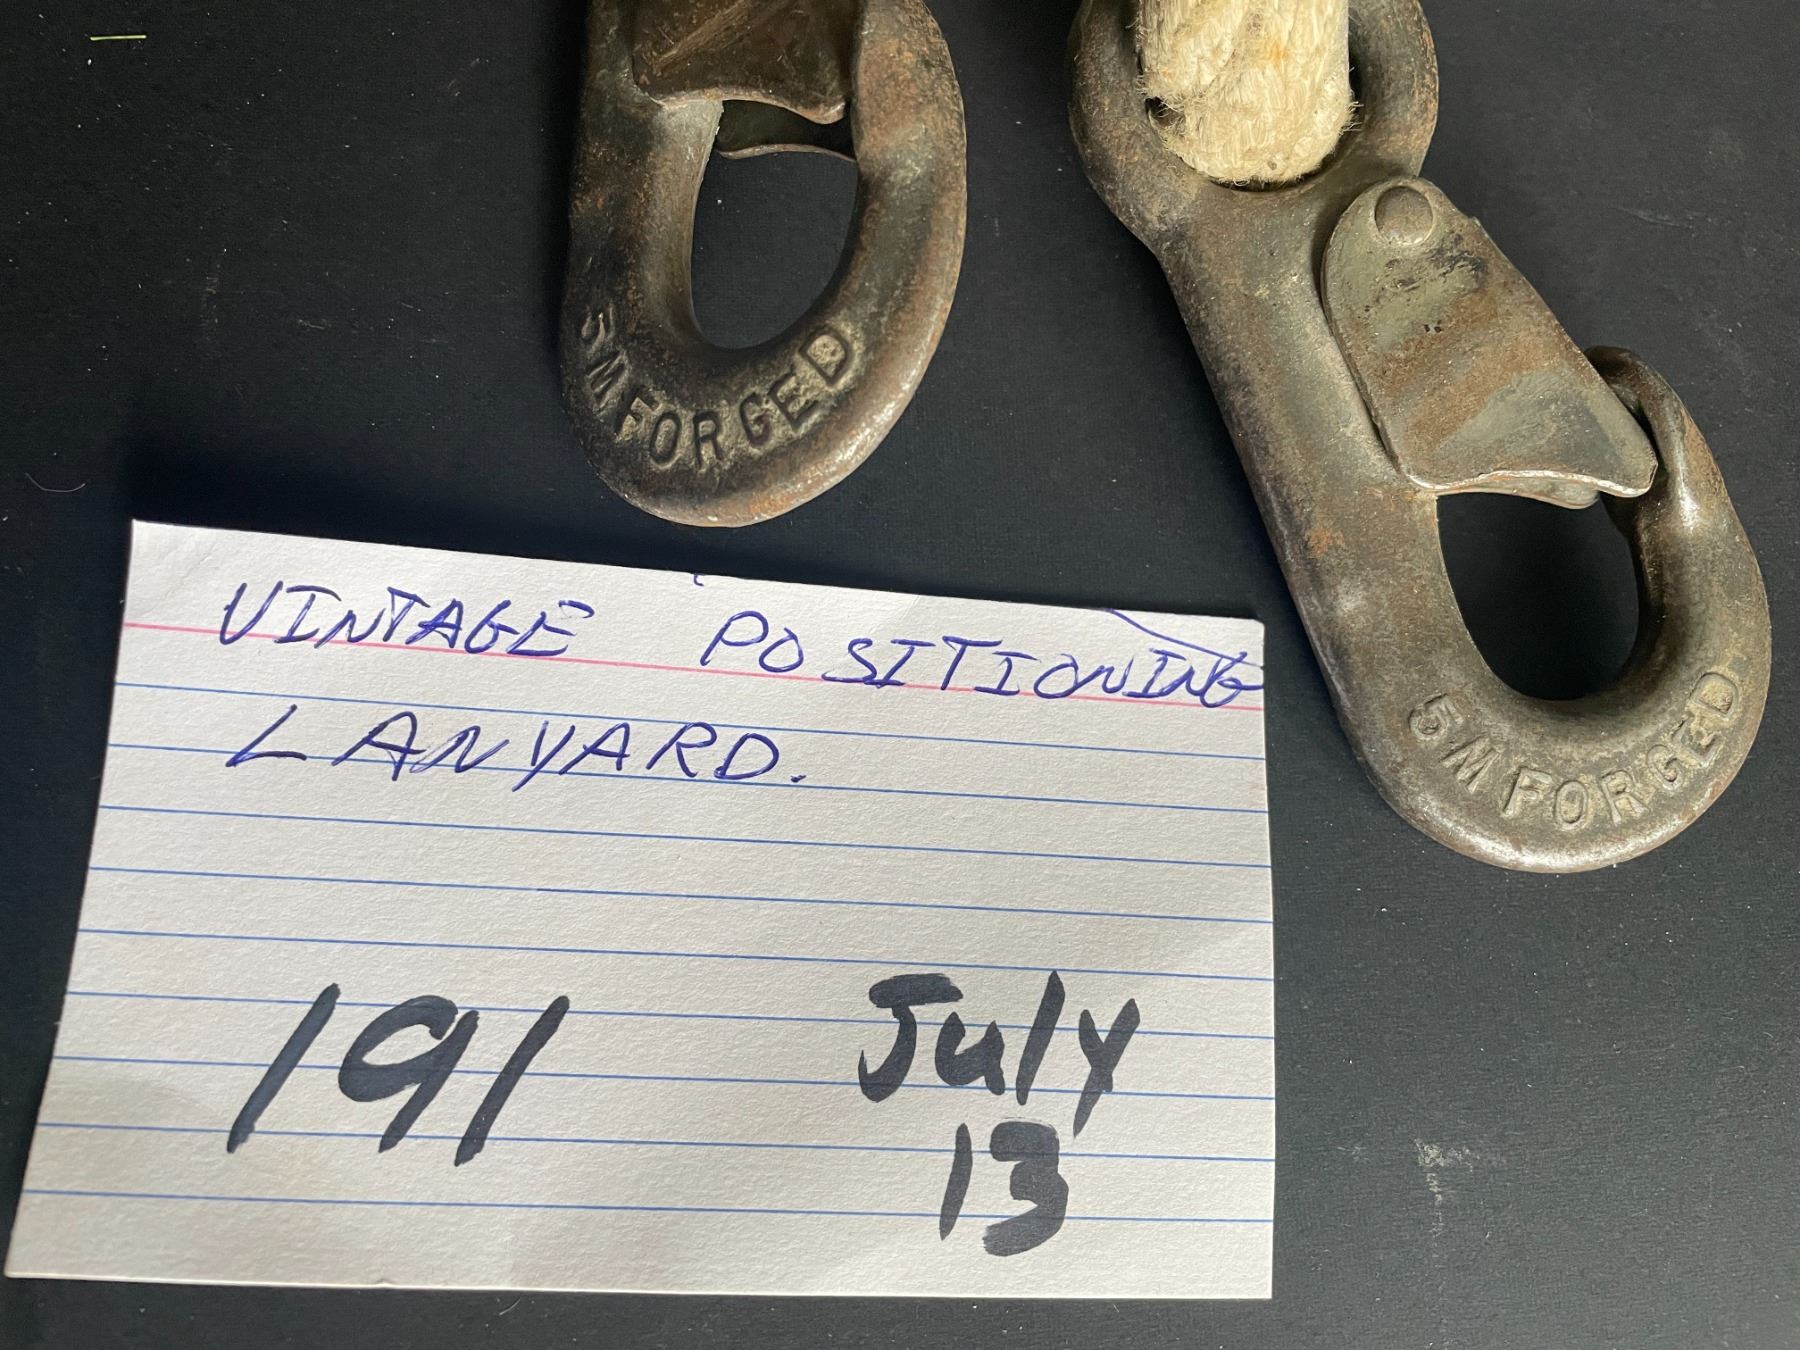 5M FORGED
5M FORGED
VINTAGE POSITIONING
LANYARD.
191
July
13